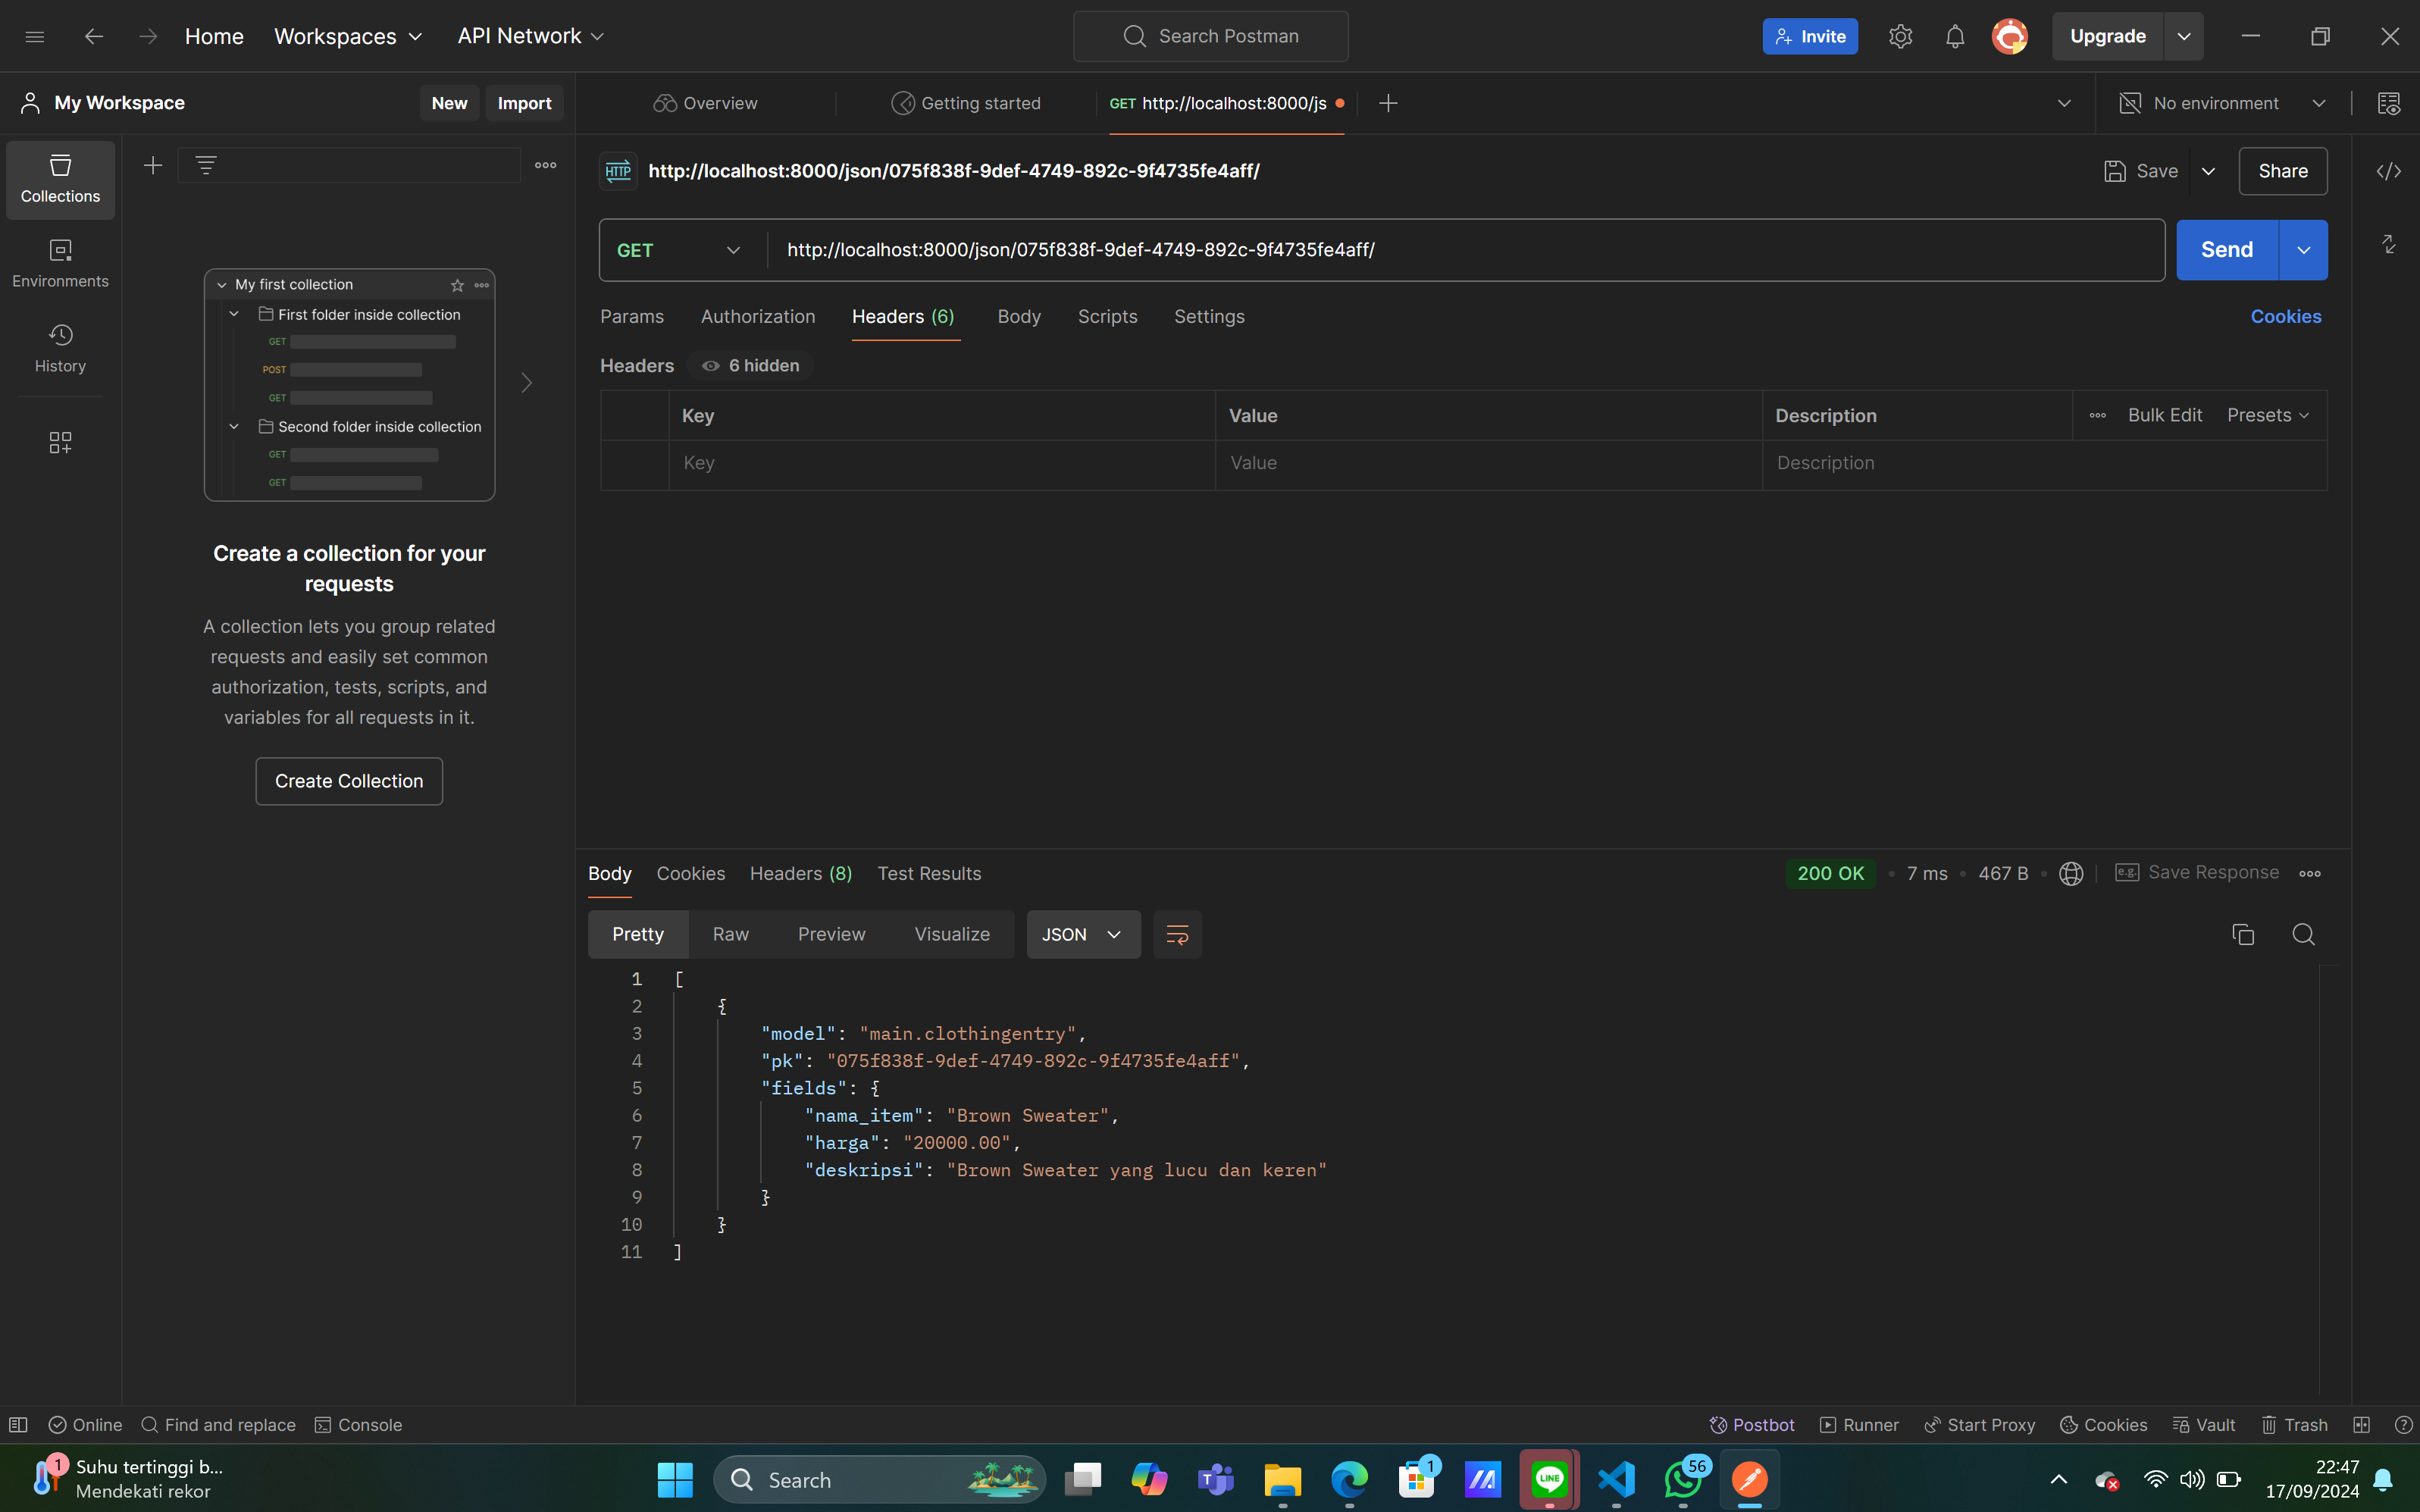 Home Workspaces API Network Search Postman Invite Upgrade
My Workspace New Import Overview Getting started GET http://localhost:8000/js No environment
Collections
Environments
History
My first collection
First folder inside collection
GET
POST
GET
Second folder inside collection
GET
GET
Create a collection for your
requests
A collection lets you group related
requests and easily set common
authorization, tests, scripts, and
variables for all requests in it.
Create Collection
HTTP http://localhost:8000/json/075f838f-9def-4749-892c-9f4735fe4aff/ Save Share
GET http://localhost:8000/json/075f838f-9def-4749-892c-9f4735fe4aff/ Send
Params Authorization Headers (6) Body Scripts Settings Cookies
Headers 6 hidden
Key Value Description Bulk Edit Presets
Key Value Description
Body Cookies Headers (8) Test Results 200 OK • 7 ms • 467 B • e.g. Save Response
Pretty Raw Preview Visualize JSON
1 [
2 {
3 "model": "main.clothingentry",
4 "pk": "075f838f-9def-4749-892c-9f4735fe4aff",
5 "fields": {
6 "nama_item": "Brown Sweater",
7 "harga": "20000.00",
8 "deskripsi": "Brown Sweater yang lucu dan keren"
9 }
10 }
11 ]
Online Find and replace Console Postbot Runner Start Proxy Cookies Vault Trash
1 Suhu tertinggi b...
Mendekati rekor
Search
1
LINE
56
22:47
17/09/2024